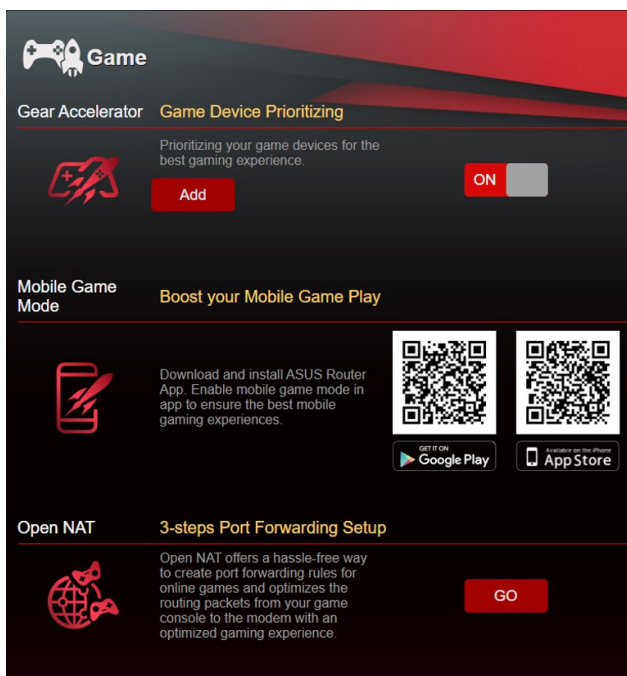 Game
Gear Accelerator
Game Device Prioritizing
Prioritizing your game devices for the
best gaming experience.
Add
ON
Mobile Game
Mode
Boost your Mobile Game Play
Download and install ASUS Router
App. Enable mobile game mode in
app to ensure the best mobile
gaming experiences.
GET IT ON
Google Play
Available on the iPhone
App Store
Open NAT
3-steps Port Forwarding Setup
Open NAT offers a hassle-free way
to create port forwarding rules for
online games and optimizes the
routing packets from your game
console to the modem with an
optimized gaming experience.
GO